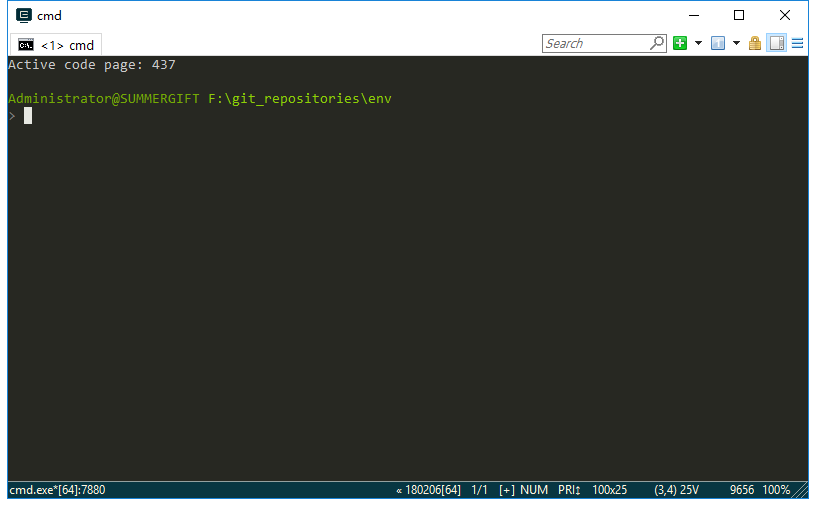 cmd
<1> cmd
Search
Active code page: 437
Administrator@SUMMERGIFT F:\git_repositories\env
>
cmd.exe*[64]:7880 « 180206[64] 1/1 [+] NUM PRI↕ 100x25 (3,4) 25V 9656 100%